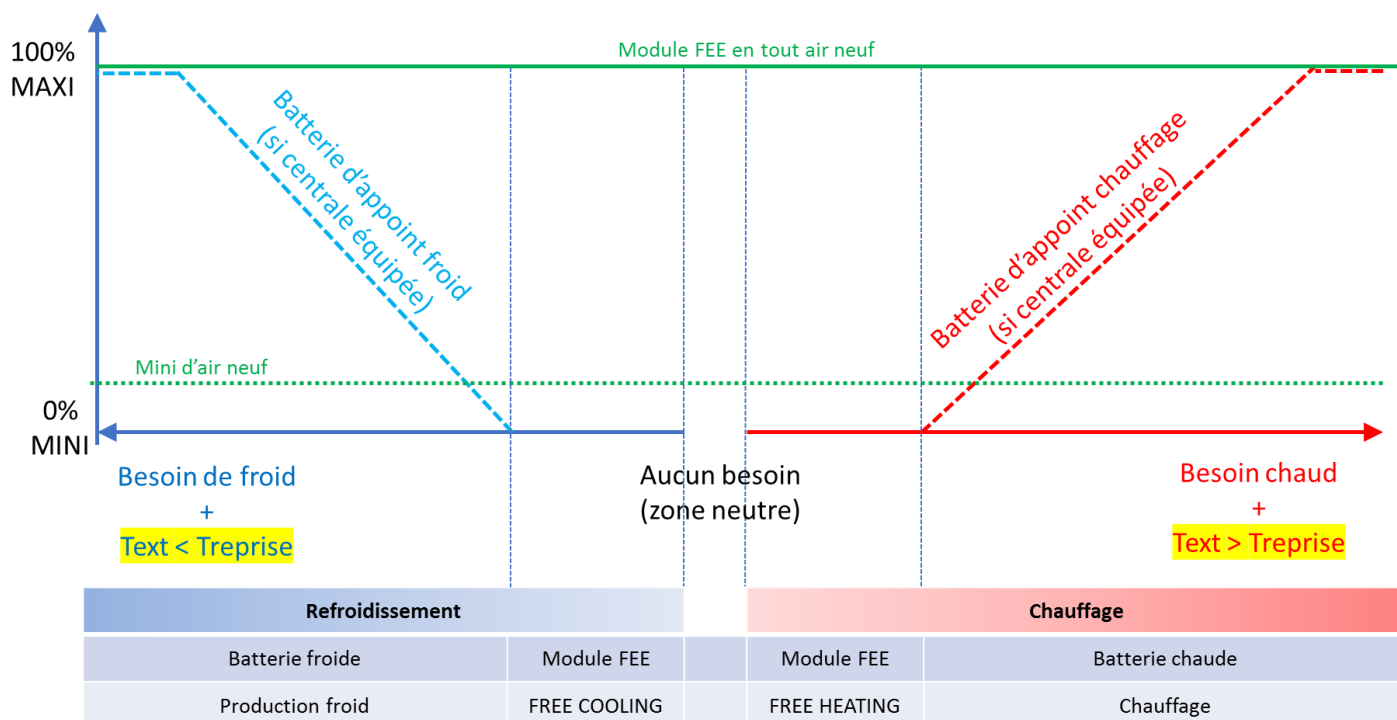 100%
MAXI
Module FEE en tout air neuf
Batterie d'appoint froid
(si centrale équipée)
Batterie d'appoint chauffage
(si centrale équipée)
Mini d'air neuf
0%
MINI
Besoin de froid
+
Text < Treprise
Aucun besoin
(zone neutre)
Besoin chaud
+
Text > Treprise
Refroidissement
Chauffage
Batterie froide
Module FEE
Module FEE
Batterie chaude
Production froid
FREE COOLING
FREE HEATING
Chauffage